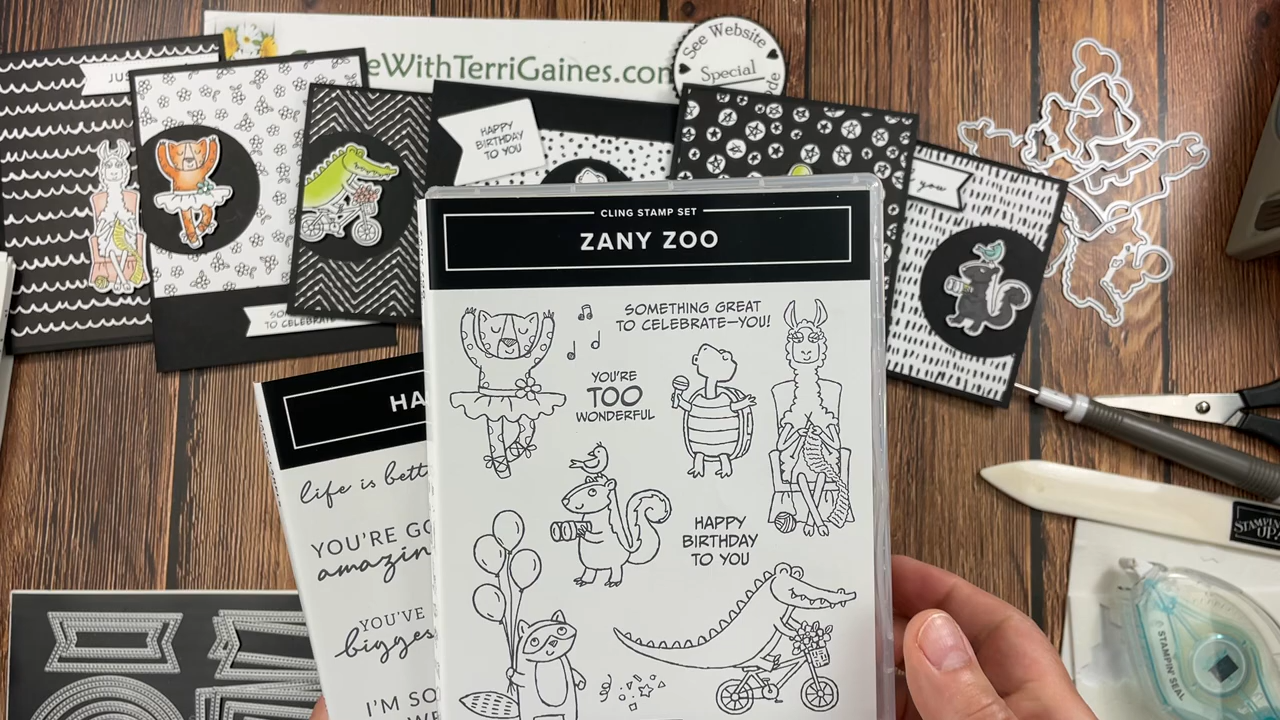 See Website
Special
eWithTerriGaines.com
JUS
HAPPY
BIRTHDAY
TO YOU
you
TO CELEBRATE
CLING STAMP SET
ZANY ZOO
SOMETHING GREAT
TO CELEBRATE—YOU!
YOU'RE
TOO
WONDERFUL
HAPPY
BIRTHDAY
TO YOU
HA
life is bett
YOU'RE GO
amazin
YOU'VE
bigges
I'M SO
WE
STAMPIN'
UP!
STAMPIN' SEAL